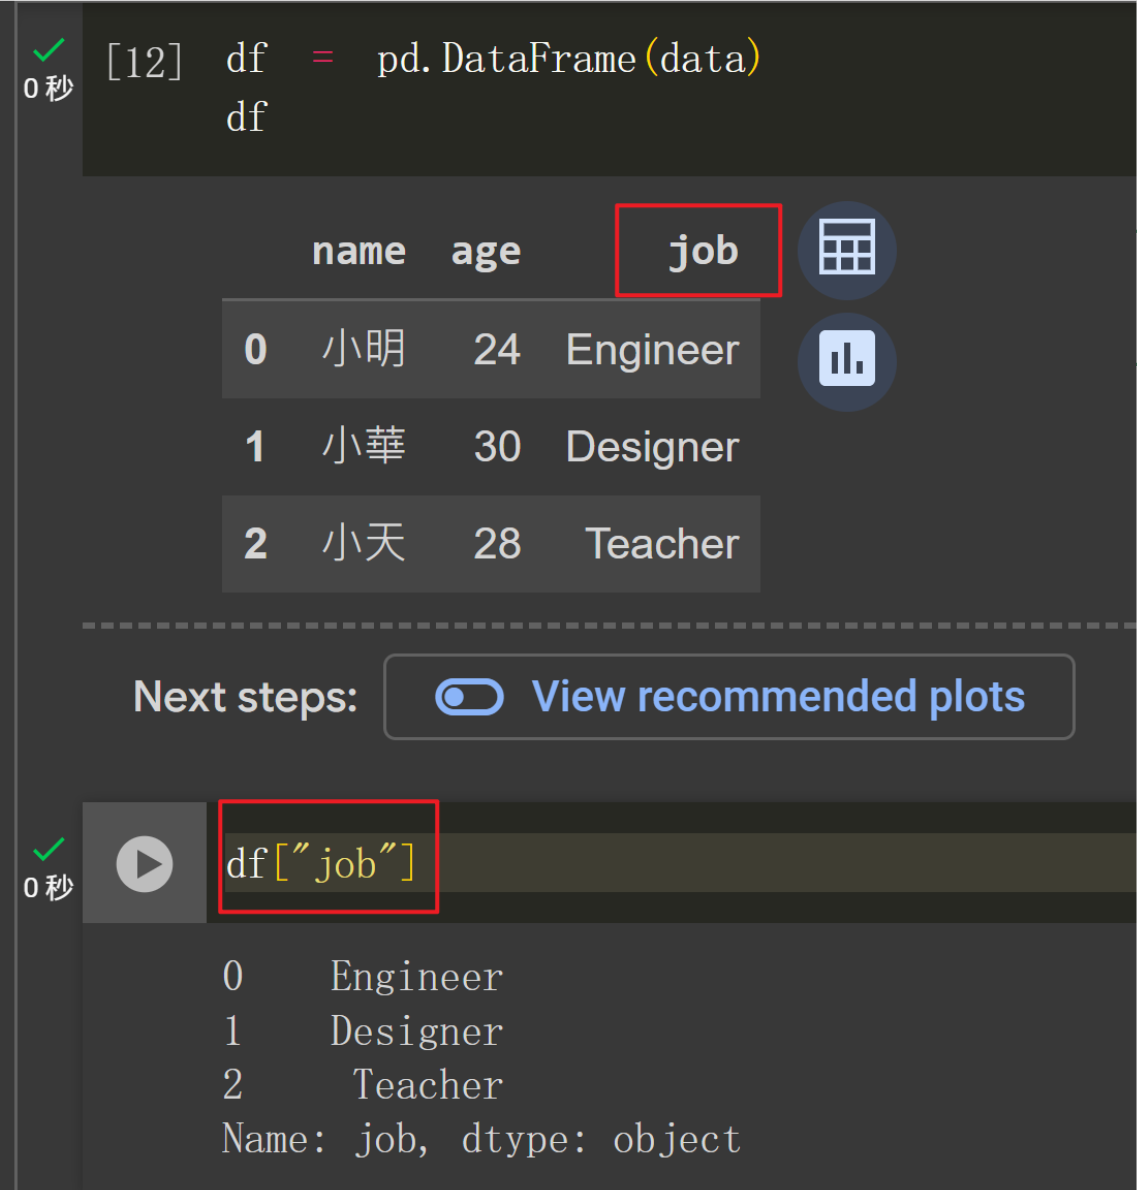 [12] df = pd.DataFrame(data)
0 秒
df
name age job
0 小明 24 Engineer
1 小華 30 Designer
2 小天 28 Teacher
Next steps: View recommended plots
df["job"]
0 秒
0 Engineer
1 Designer
2 Teacher
Name: job, dtype: object